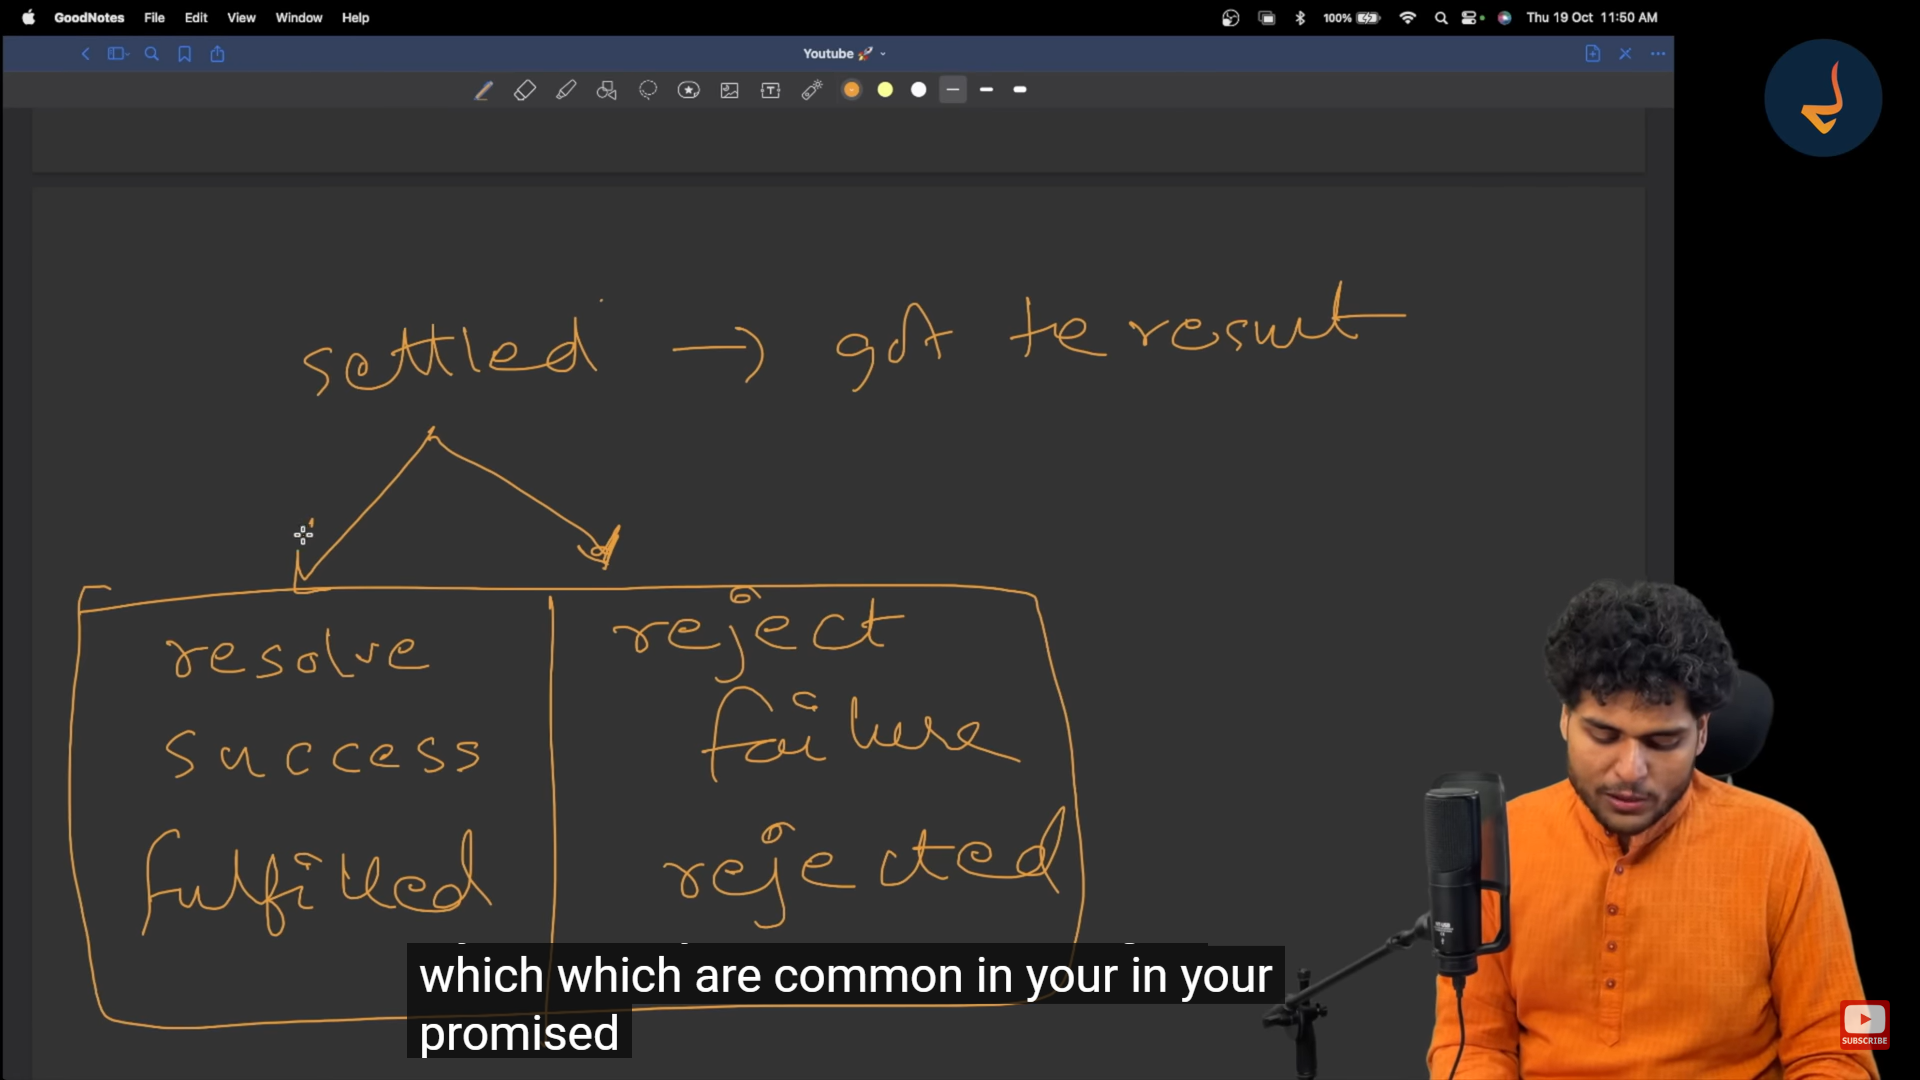 GoodNotes File Edit View Window Help 100% Thu 19 Oct 11:50 AM
Youtube 🚀
settled → got te result
resolve reject
success failure
fulfilled rejected
which which are common in your in your
promised
SUBSCRIBE